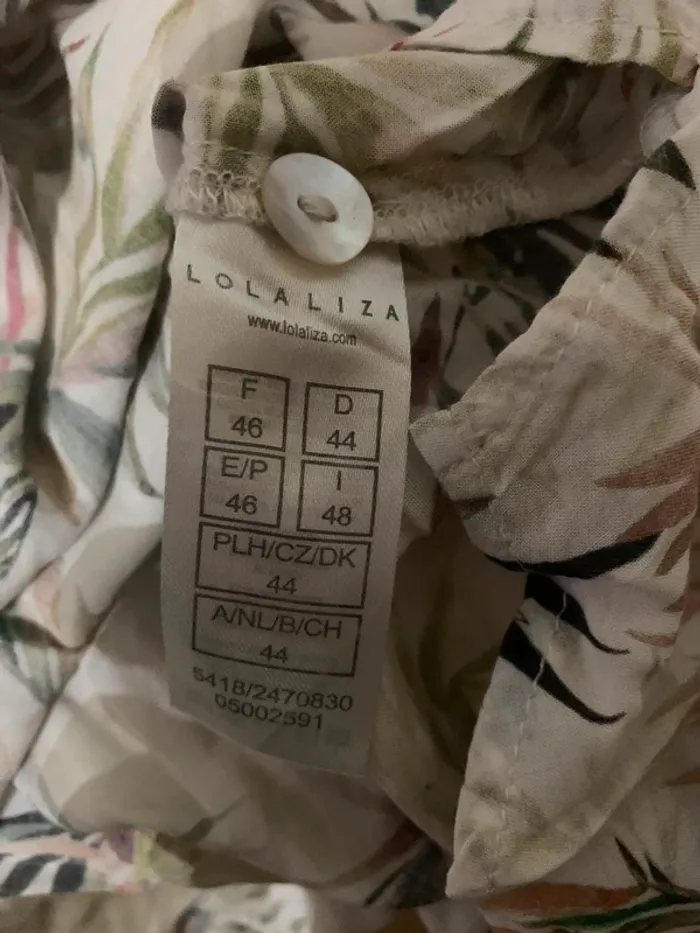 LOLALIZA
www.lolaliza.com
F D
46 44
E/P I
46 48
PLH/CZ/DK
44
A/NL/B/CH
44
5418/2470830
05002591